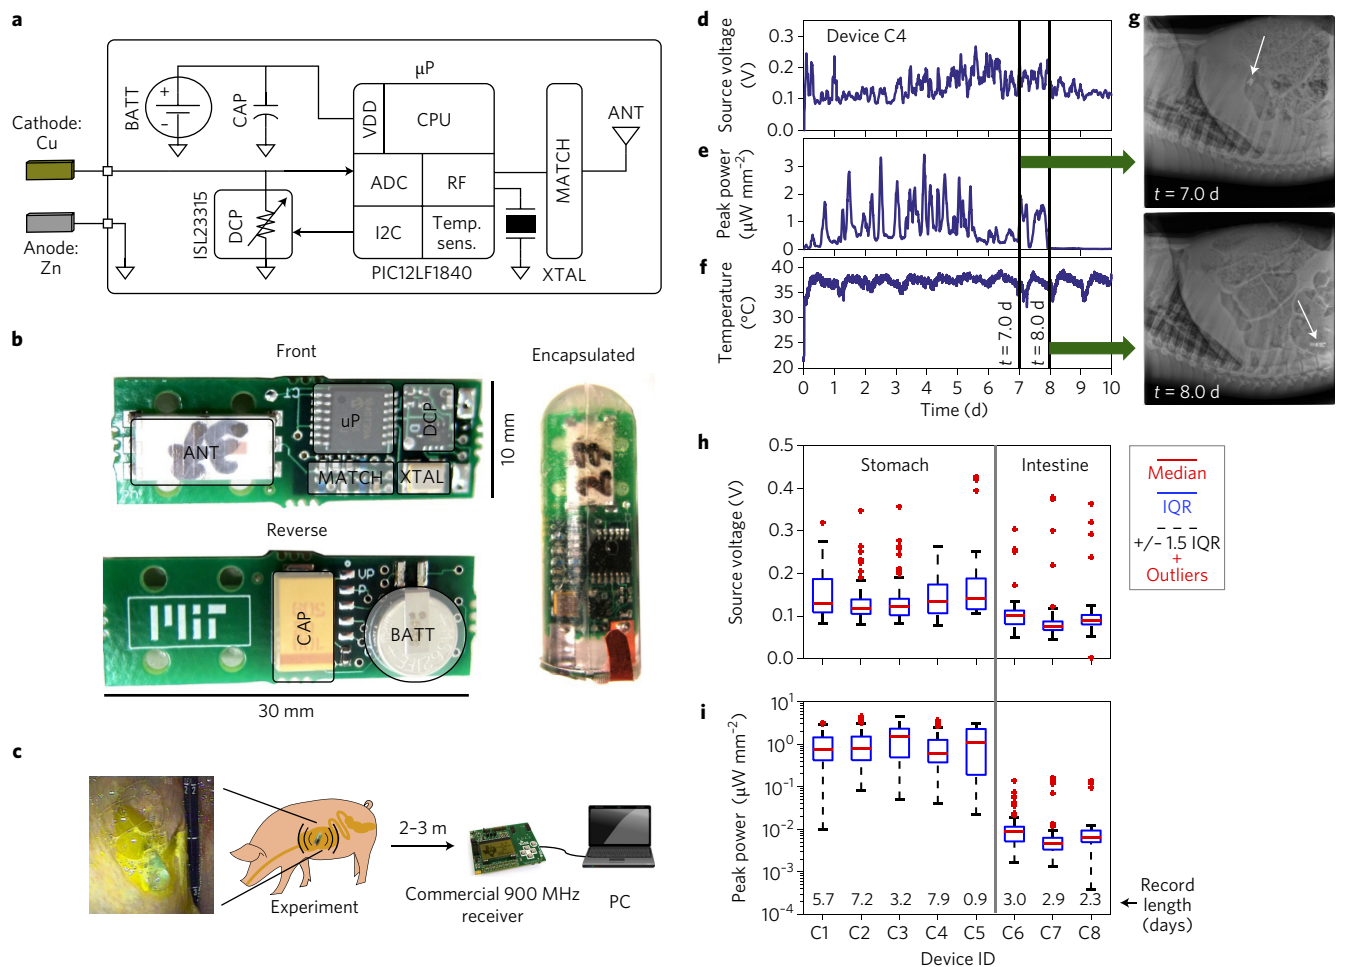 a
BATT
+
-
CAP
VDD
μP
CPU
ADC
RF
I2C
Temp.
sens.
PIC12LF1840
ISL23315
DCP
XTAL
MATCH
ANT
Cathode:
Cu
Anode:
Zn
b
Front
ANT
uP
DCP
MATCH
XTAL
10 mm
Encapsulated
Reverse
MIT
CAP
VP
P
BATT
30 mm
c
Experiment
2–3 m
Commercial 900 MHz
receiver
PC
d
Device C4
Source voltage
(V)
0.3
0.2
0.1
0.0
e
Peak power
(μW mm⁻²)
3
2
1
0
f
Temperature
(°C)
40
35
30
25
20
t = 7.0 d
t = 8.0 d
0 1 2 3 4 5 6 7 8 9 10
Time (d)
g
t = 7.0 d
t = 8.0 d
h
Source voltage (V)
0.5
0.4
0.3
0.2
0.1
0.0
Stomach
Intestine
Median
IQR
+/– 1.5 IQR
+
Outliers
i
Peak power (μW mm⁻²)
10¹
10⁰
10⁻¹
10⁻²
10⁻³
10⁻⁴
5.7 7.2 3.2 7.9 0.9 3.0 2.9 2.3
Record
length
(days)
C1 C2 C3 C4 C5 C6 C7 C8
Device ID